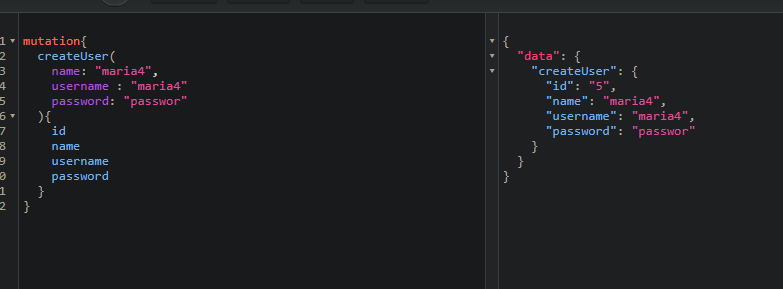 1 mutation{
2 createUser(
3 name: "maria4",
4 username : "maria4"
5 password: "passwor"
6 ){
7 id
8 name
9 username
0 password
1 }
2 }
{
"data": {
"createUser": {
"id": "5",
"name": "maria4",
"username": "maria4",
"password": "passwor"
}
}
}